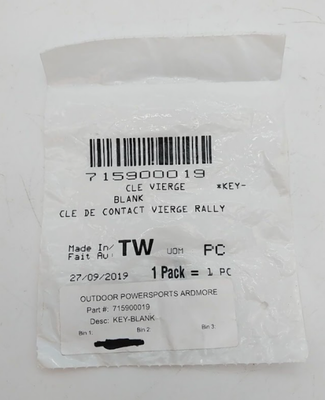 715900019
CLE VIERGE *KEY-
BLANK
CLE DE CONTACT VIERGE RALLY
Made In/
Fait Au TW UOM PC
27/09/2019 1 Pack = 1 PC
OUTDOOR POWERSPORTS ARDMORE
Part #: 715900019
Desc: KEY-BLANK
Bin 1: Bin 2 Bin 3: